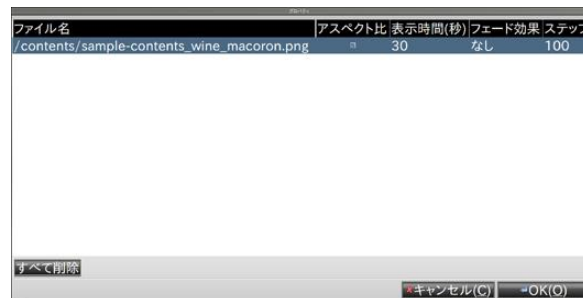 ファイル名 アスペクト比 表示時間(秒) フェード効果 ステップ
/contents/sample-contents_wine_macoron.png 30 なし 100
すべて削除
キャンセル(C) OK(O)